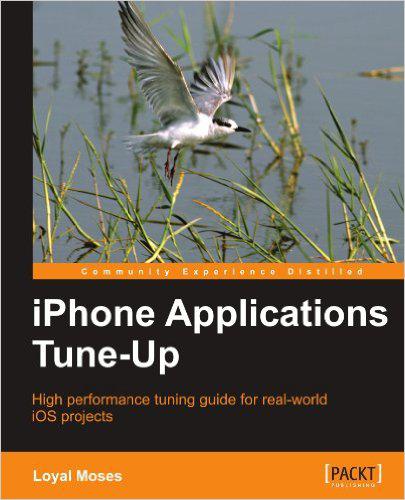 Community Experience Distilled
iPhone Applications
Tune-Up
High performance tuning guide for real-world
iOS projects
Loyal Moses
[PACKT]
PUBLISHING